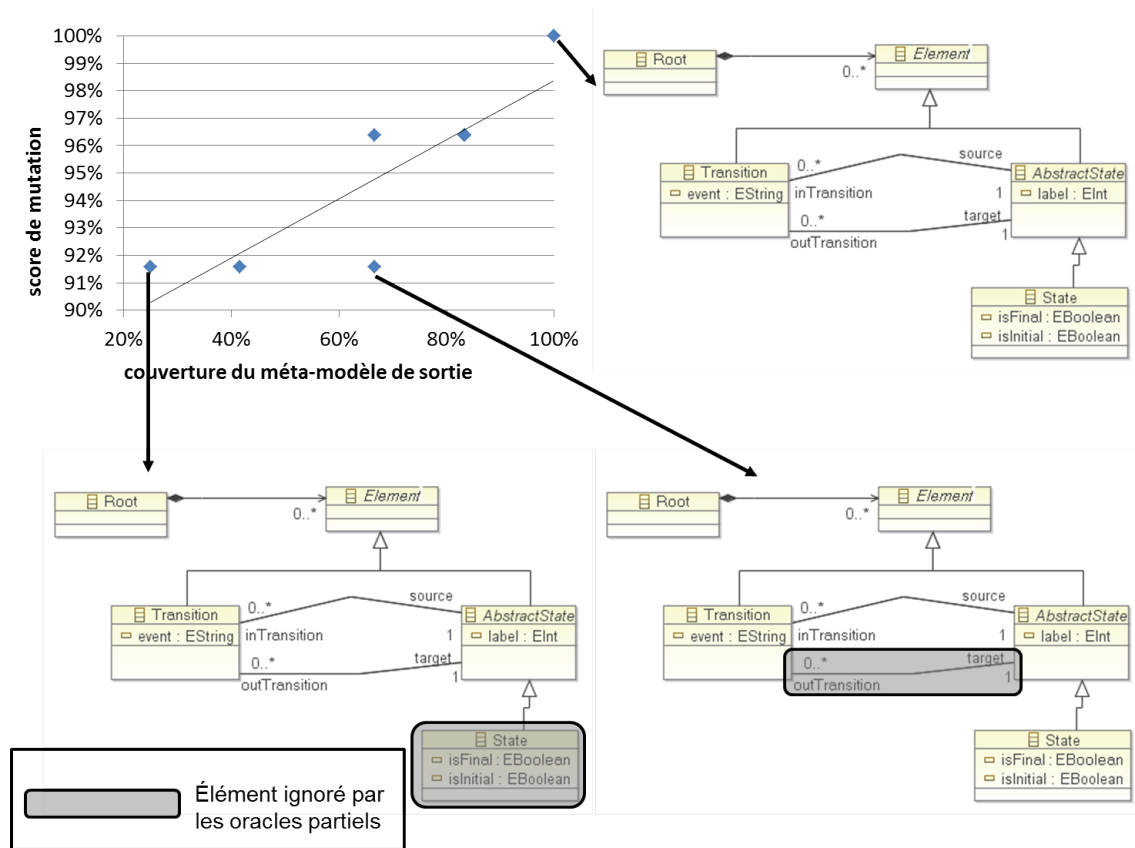 100%
99%
98%
97%
96%
95%
94%
93%
92%
91%
90%
score de mutation
20% 40% 60% 80% 100%
couverture du méta-modèle de sortie
Root
Element
0..*
Transition
event : EString
0..*
inTransition
source
1
AbstractState
label : EInt
0..*
outTransition
target
1
State
isFinal : EBoolean
isInitial : EBoolean
Root
Element
0..*
Transition
event : EString
0..*
inTransition
source
1
AbstractState
label : EInt
0..*
outTransition
target
1
State
isFinal : EBoolean
isInitial : EBoolean
Root
Element
0..*
Transition
event : EString
0..*
inTransition
source
1
AbstractState
label : EInt
0..*
outTransition
target
1
State
isFinal : EBoolean
isInitial : EBoolean
Élément ignoré par
les oracles partiels